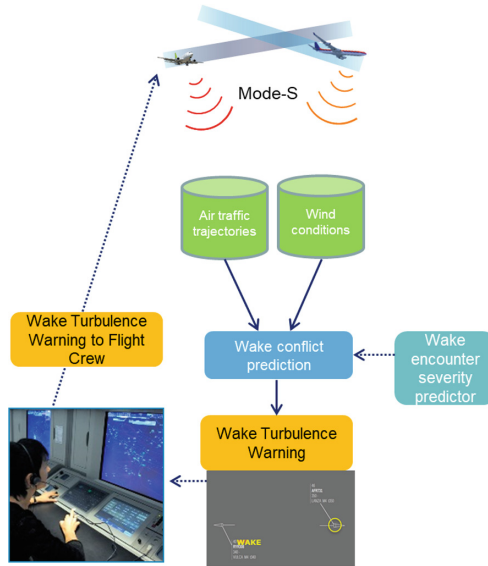 Mode-S
Air traffic
trajectories
Wind
conditions
Wake Turbulence
Warning to Flight
Crew
Wake conflict
prediction
Wake
encounter
severity
predictor
Wake Turbulence
Warning
WAKE